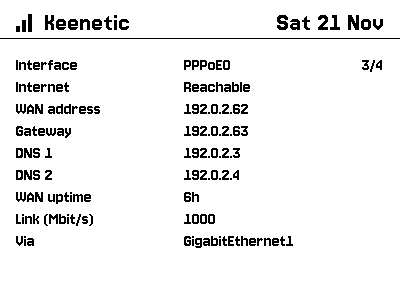 Keenetic Sat 21 Nov
Interface PPPoE0 3/4
Internet Reachable
WAN address 192.0.2.62
Gateway 192.0.2.63
DNS 1 192.0.2.3
DNS 2 192.0.2.4
WAN uptime 6h
Link (Mbit/s) 1000
Via GigabitEthernet1